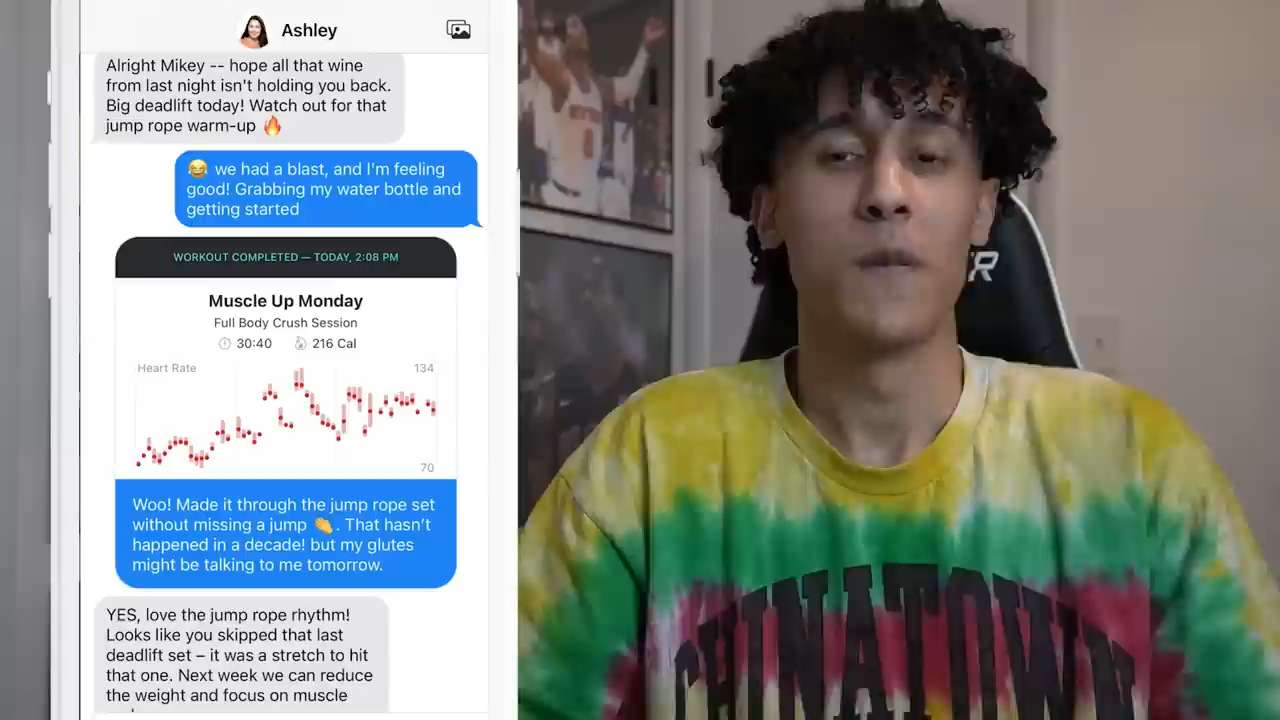 Ashley
Alright Mikey -- hope all that wine
from last night isn't holding you back.
Big deadlift today! Watch out for that
jump rope warm-up 🔥
😂 we had a blast, and I'm feeling
good! Grabbing my water bottle and
getting started
WORKOUT COMPLETED — TODAY, 2:08 PM
Muscle Up Monday
Full Body Crush Session
30:40 216 Cal
Heart Rate 134
70
Woo! Made it through the jump rope set
without missing a jump 👏. That hasn't
happened in a decade! but my glutes
might be talking to me tomorrow.
YES, love the jump rope rhythm!
Looks like you skipped that last
deadlift set – it was a stretch to hit
that one. Next week we can reduce
the weight and focus on muscle
R
CHINATOWN